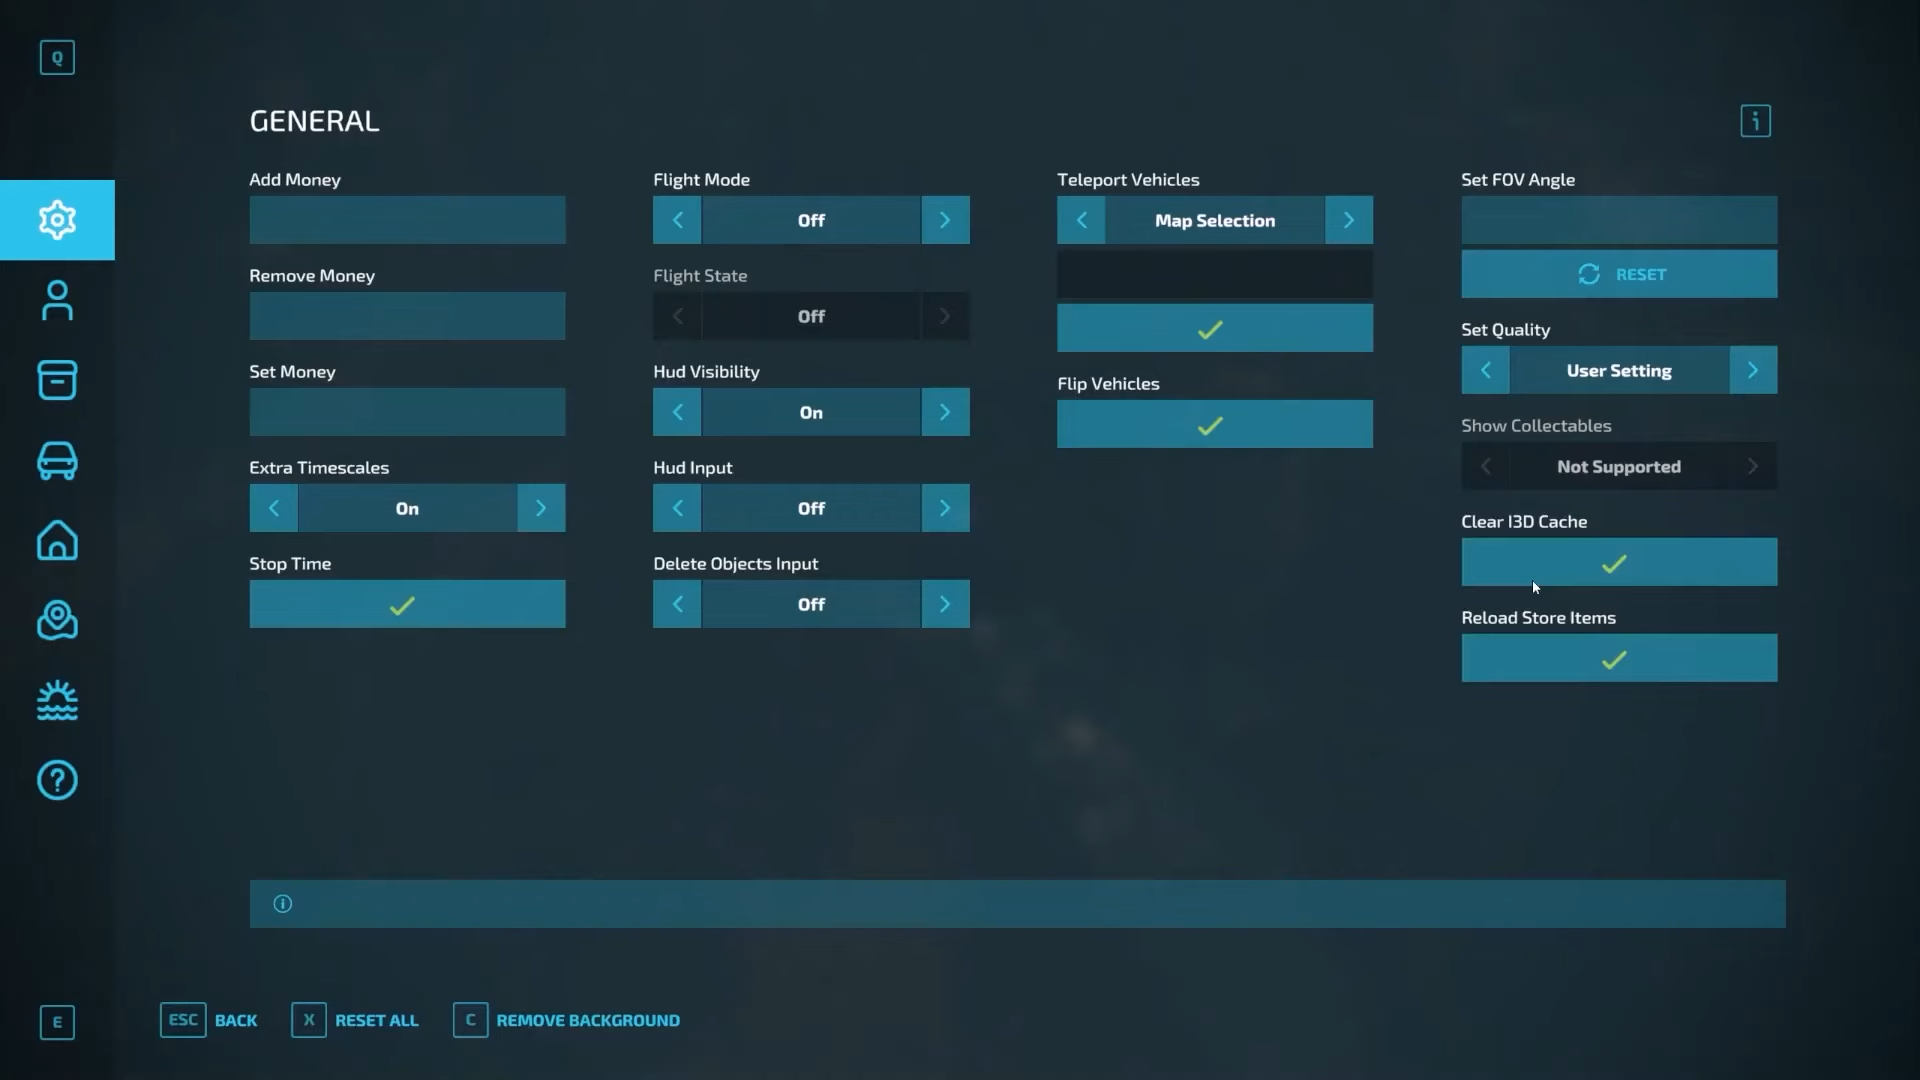 Q
GENERAL
i
Add Money
Remove Money
Set Money
Extra Timescales
On
Stop Time
Flight Mode
Off
Flight State
Off
Hud Visibility
On
Hud Input
Off
Delete Objects Input
Off
Teleport Vehicles
Map Selection
Flip Vehicles
Set FOV Angle
RESET
Set Quality
User Setting
Show Collectables
Not Supported
Clear I3D Cache
Reload Store Items
E
ESC BACK X RESET ALL C REMOVE BACKGROUND